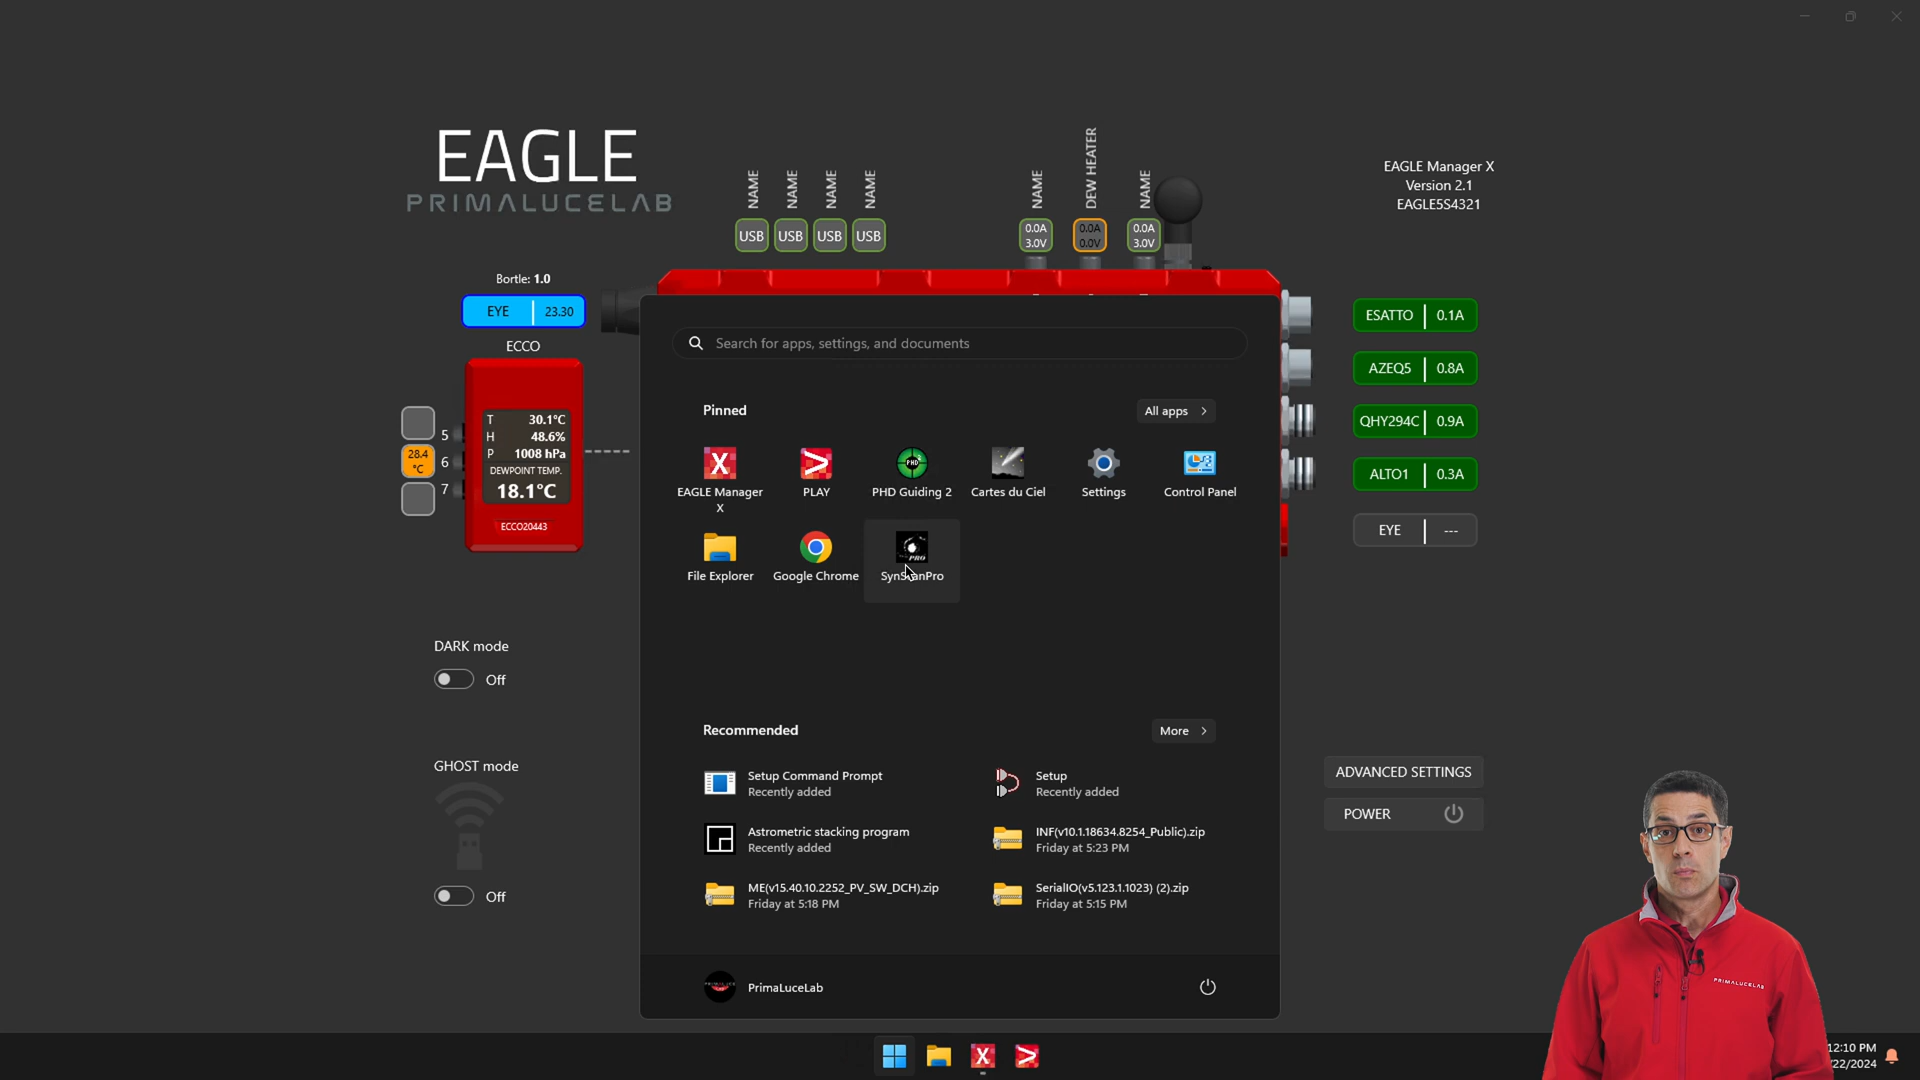 EAGLE
PRIMALUCELAB
NAME
NAME
NAME
NAME
NAME
DEW HEATER
NAME
USB
USB
USB
USB
0.0A
3.0V
0.0A
0.0V
0.0A
3.0V
EAGLE Manager X
Version 2.1
EAGLE5S4321
Bortle: 1.0
EYE 23.30
ECCO
T 30.1°C
H 48.6%
P 1008 hPa
DEWPOINT TEMP.
18.1°C
ECCO20443
5
28.4
°C
6
7
ESATTO 0.1A
AZEQ5 0.8A
QHY294C 0.9A
ALTO1 0.3A
EYE ---
Search for apps, settings, and documents
Pinned
All apps
EAGLE Manager
X
PLAY
PHD
PHD Guiding 2
Cartes du Ciel
Settings
Control Panel
File Explorer
Google Chrome
PRO
SynScanPro
DARK mode
Off
GHOST mode
Off
Recommended
More
Setup Command Prompt
Recently added
Setup
Recently added
Astrometric stacking program
Recently added
INF(v10.1.18634.8254_Public).zip
Friday at 5:23 PM
ME(v15.40.10.2252_PV_SW_DCH).zip
Friday at 5:18 PM
SerialIO(v5.123.1.1023) (2).zip
Friday at 5:15 PM
PrimaLuceLab
ADVANCED SETTINGS
POWER
PRIMALUCELAB
12:10 PM
/22/2024